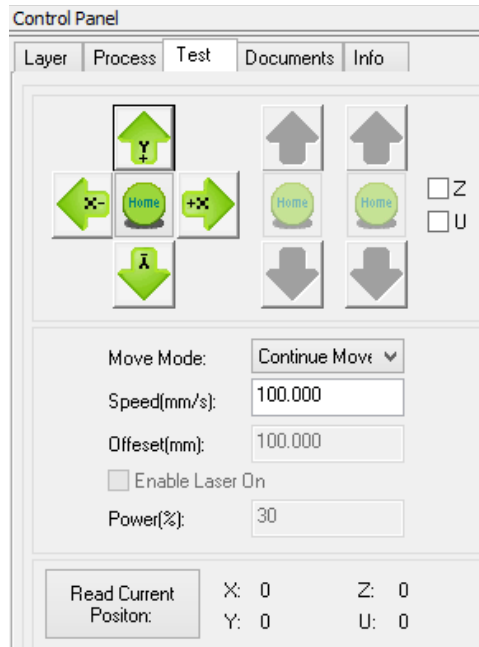 Control Panel
Layer Process Test Documents Info
Y
+
X- Home +X Home Home
Z
U
-
Y
Move Mode: Continue Move
Speed(mm/s): 100.000
Offeset(mm): 100.000
Enable Laser On
Power(%): 30
Read Current
Positon:
X: 0 Z: 0
Y: 0 U: 0